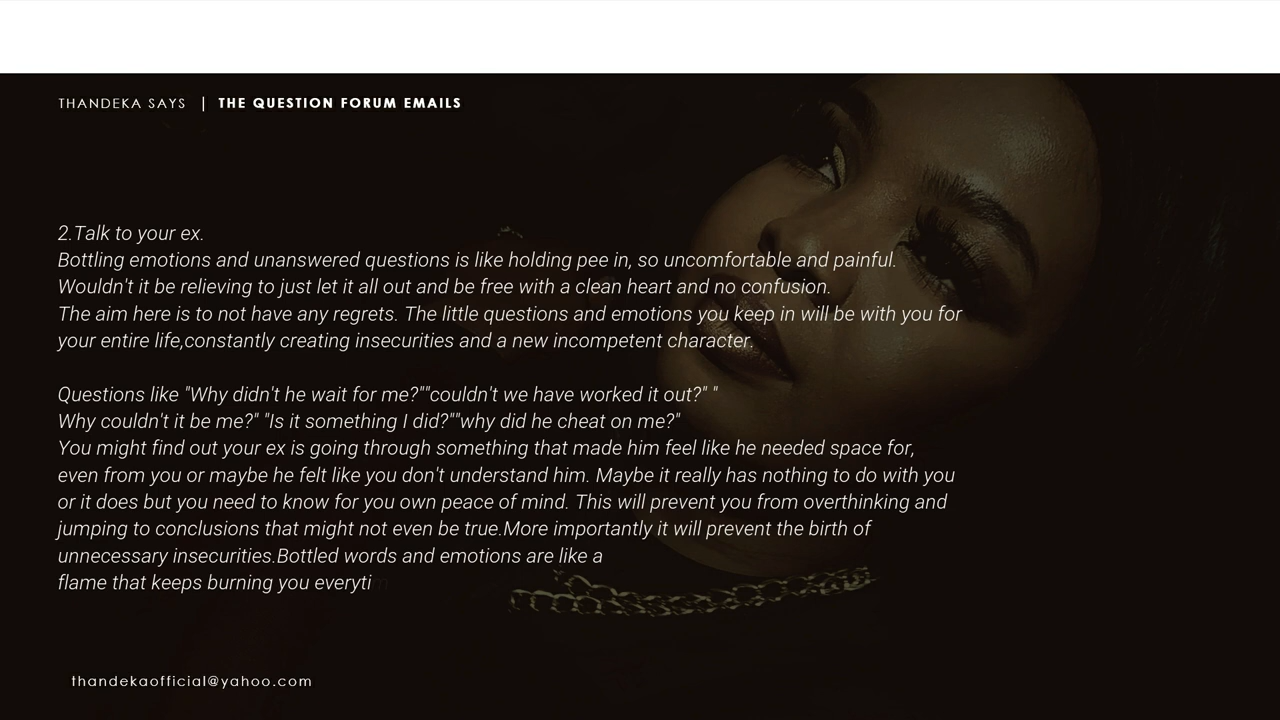 THANDEKA SAYS | THE QUESTION FORUM EMAILS
2.Talk to your ex.
Bottling emotions and unanswered questions is like holding pee in, so uncomfortable and painful.
Wouldn't it be relieving to just let it all out and be free with a clean heart and no confusion.
The aim here is to not have any regrets. The little questions and emotions you keep in will be with you for
your entire life,constantly creating insecurities and a new incompetent character.
Questions like "Why didn't he wait for me?""couldn't we have worked it out?" "
Why couldn't it be me?" "Is it something I did?""why did he cheat on me?"
You might find out your ex is going through something that made him feel like he needed space for,
even from you or maybe he felt like you don't understand him. Maybe it really has nothing to do with you
or it does but you need to know for you own peace of mind. This will prevent you from overthinking and
jumping to conclusions that might not even be true.More importantly it will prevent the birth of
unnecessary insecurities.Bottled words and emotions are like a
flame that keeps burning you everytim
thandekaofficial@yahoo.com